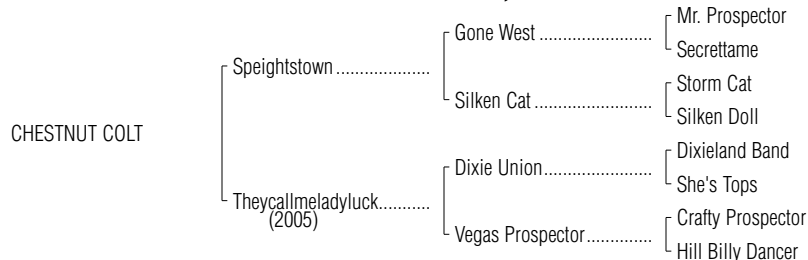 Mr. Prospector
Gone West ............................
Secrettame
Speightstown ....................
Storm Cat
Silken Cat .............................
Silken Doll
CHESTNUT COLT
Dixieland Band
Dixie Union...........................
She's Tops
Theycallmeladyluck...........
(2005)
Crafty Prospector
Vegas Prospector................
Hill Billy Dancer